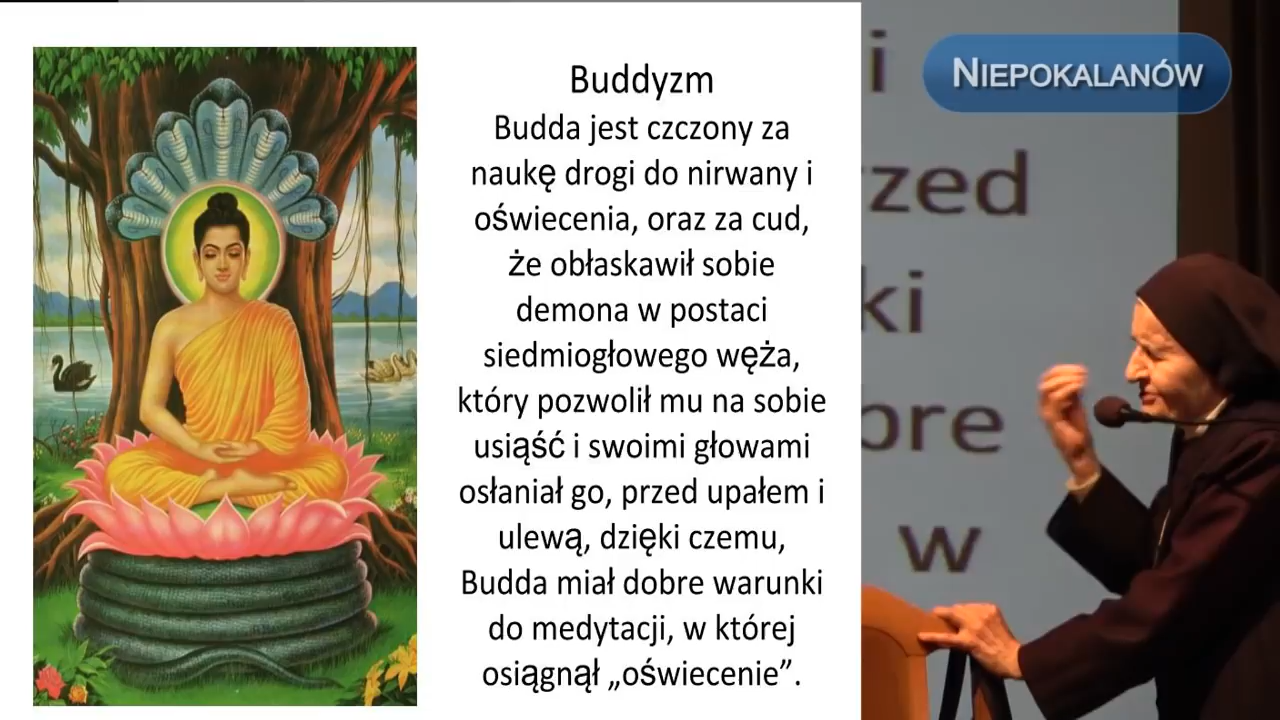 Buddyzm
Budda jest czczony za
naukę drogi do nirwany i
oświecenia, oraz za cud,
że obłaskawił sobie
demona w postaci
siedmiogłowego węża,
który pozwolił mu na sobie
usiąść i swoimi głowami
osłaniał go, przed upałem i
ulewą, dzięki czemu,
Budda miał dobre warunki
do medytacji, w której
osiągnął „oświecenie”.
NIEPOKALANÓW
i
rzed
ki
bre
w